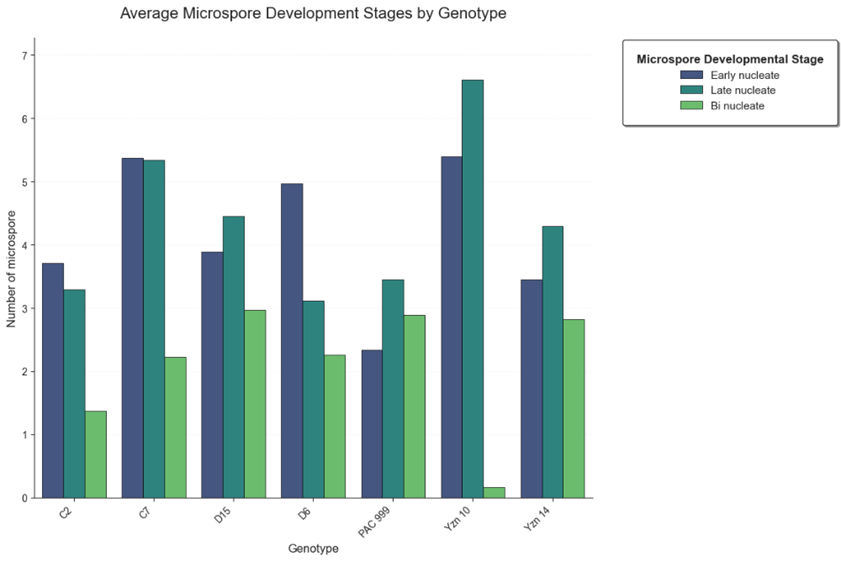 Average Microspore Development Stages by Genotype
Microspore Developmental Stage
Early nucleate
Late nucleate
Bi nucleate
Number of microspore
7
6
5
4
3
2
1
0
C2
C7
D15
D6
PAC 999
Yzn 10
Yzn 14
Genotype